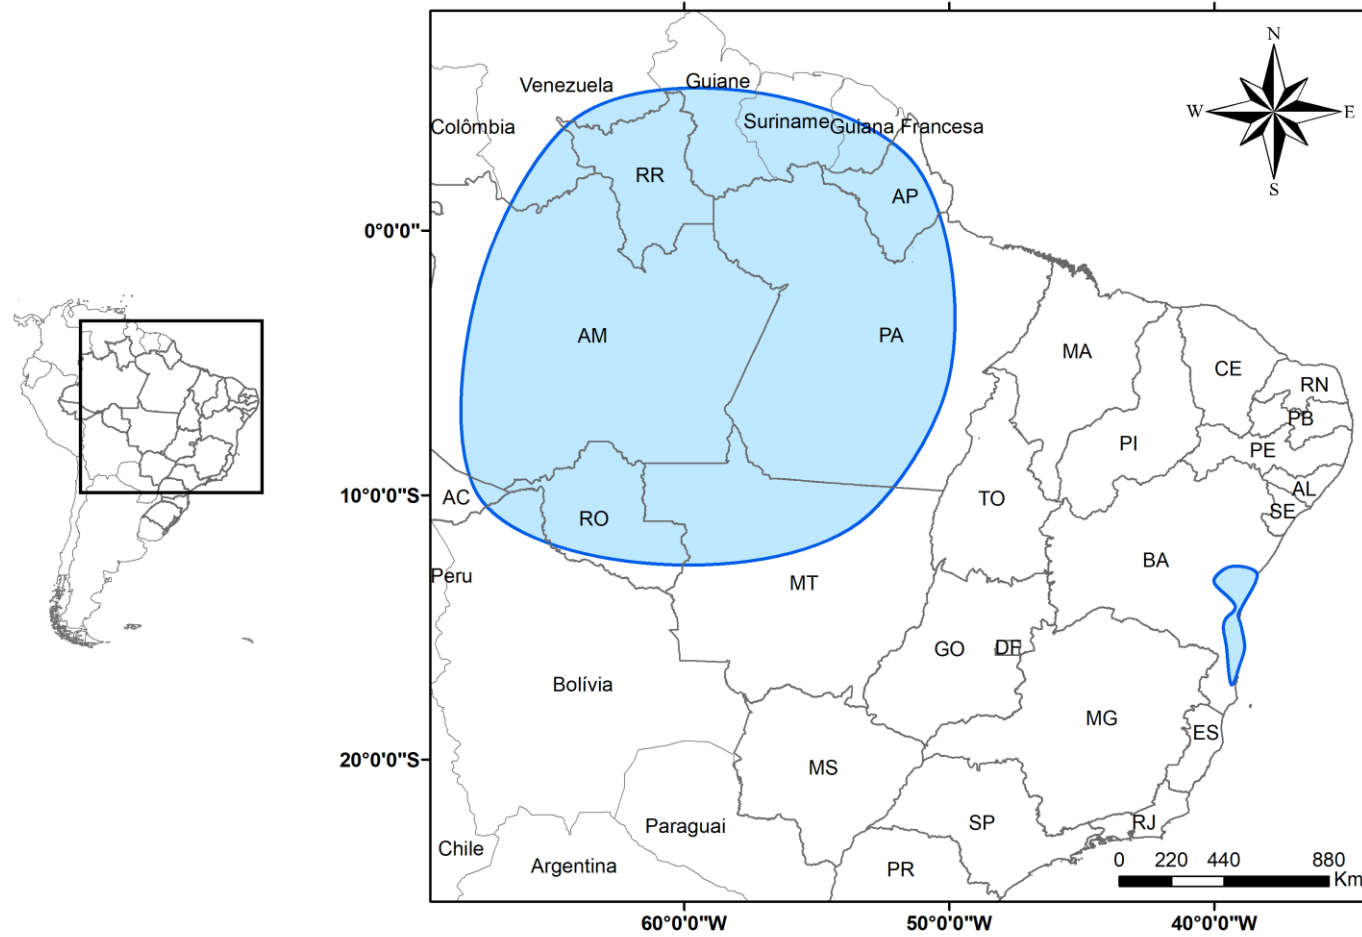 N
W E
S
Venezuela Guiane
Colômbia Suriname Guiana Francesa
RR
AP
0°0'0"
AM PA MA
CE
RN
PB
PI PE
10°0'0"S AC TO AL
RO SE
BA
Peru MT
GO DF
Bolívia
MG
ES
20°0'0"S MS
SP RJ
Paraguai
Chile Argentina PR
0 220 440 880
Km
60°0'0"W 50°0'0"W 40°0'0"W